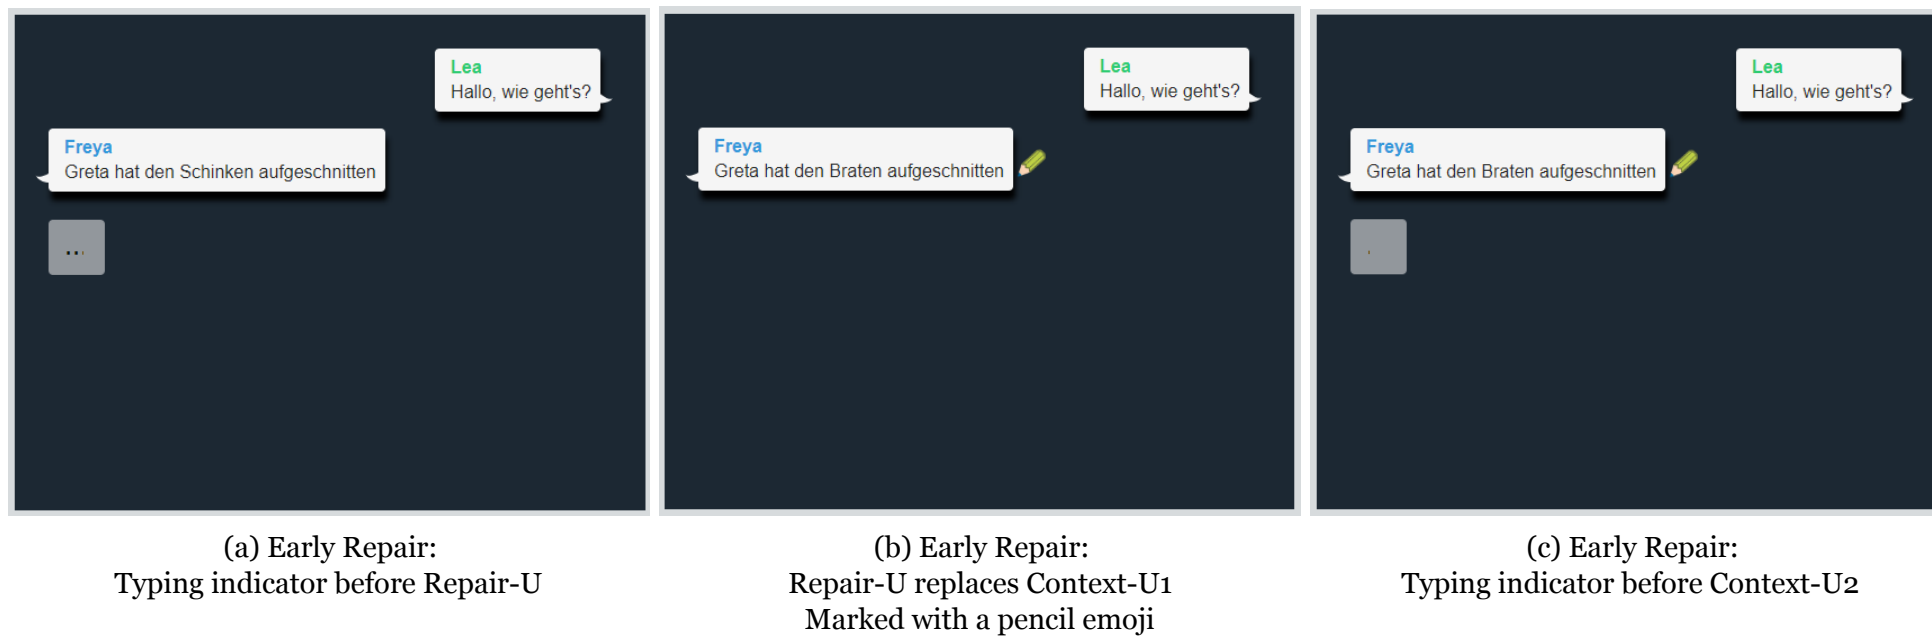 Lea
Hallo, wie geht's?
Freya
Greta hat den Schinken aufgeschnitten
...
(a) Early Repair:
Typing indicator before Repair-U
Lea
Hallo, wie geht's?
Freya
Greta hat den Braten aufgeschnitten
(b) Early Repair:
Repair-U replaces Context-U1
Marked with a pencil emoji
Lea
Hallo, wie geht's?
Freya
Greta hat den Braten aufgeschnitten
.
(c) Early Repair:
Typing indicator before Context-U2